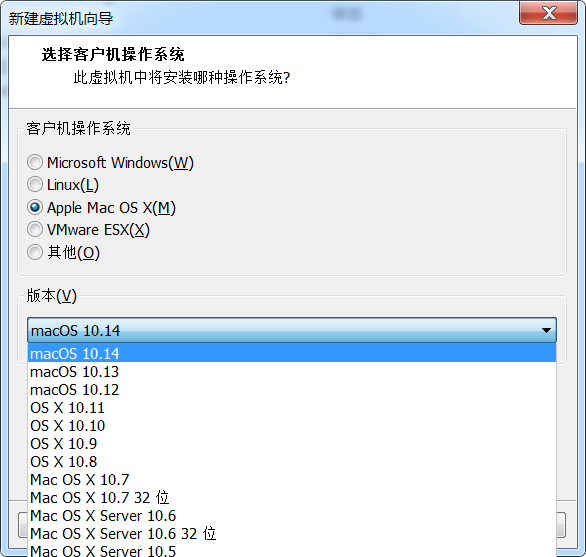 新建虚拟机向导
选择客户机操作系统
此虚拟机中将安装哪种操作系统?
客户机操作系统
Microsoft Windows(W)
Linux(L)
Apple Mac OS X(M)
VMware ESX(X)
其他(O)
版本(V)
macOS 10.14
macOS 10.14
macOS 10.13
macOS 10.12
OS X 10.11
OS X 10.10
OS X 10.9
OS X 10.8
Mac OS X 10.7
Mac OS X 10.7 32 位
Mac OS X Server 10.6
Mac OS X Server 10.6 32 位
Mac OS X Server 10.5